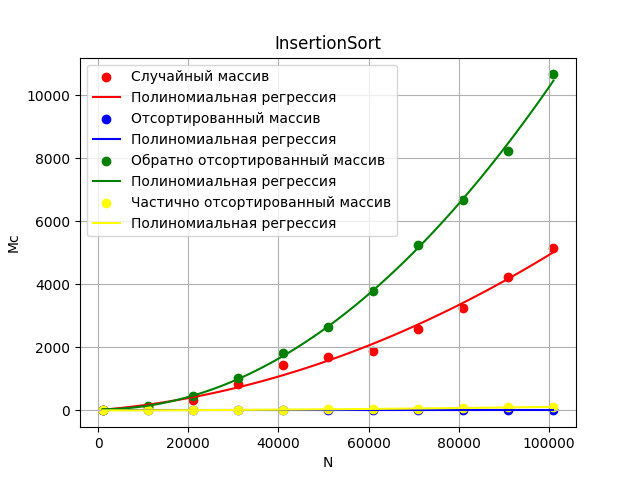 InsertionSort
Случайный массив
Полиномиальная регрессия
Отсортированный массив
Полиномиальная регрессия
Обратно отсортированный массив
Полиномиальная регрессия
Частично отсортированный массив
Полиномиальная регрессия
10000
8000
6000
4000
2000
0
Мс
0
20000
40000
60000
80000
100000
N